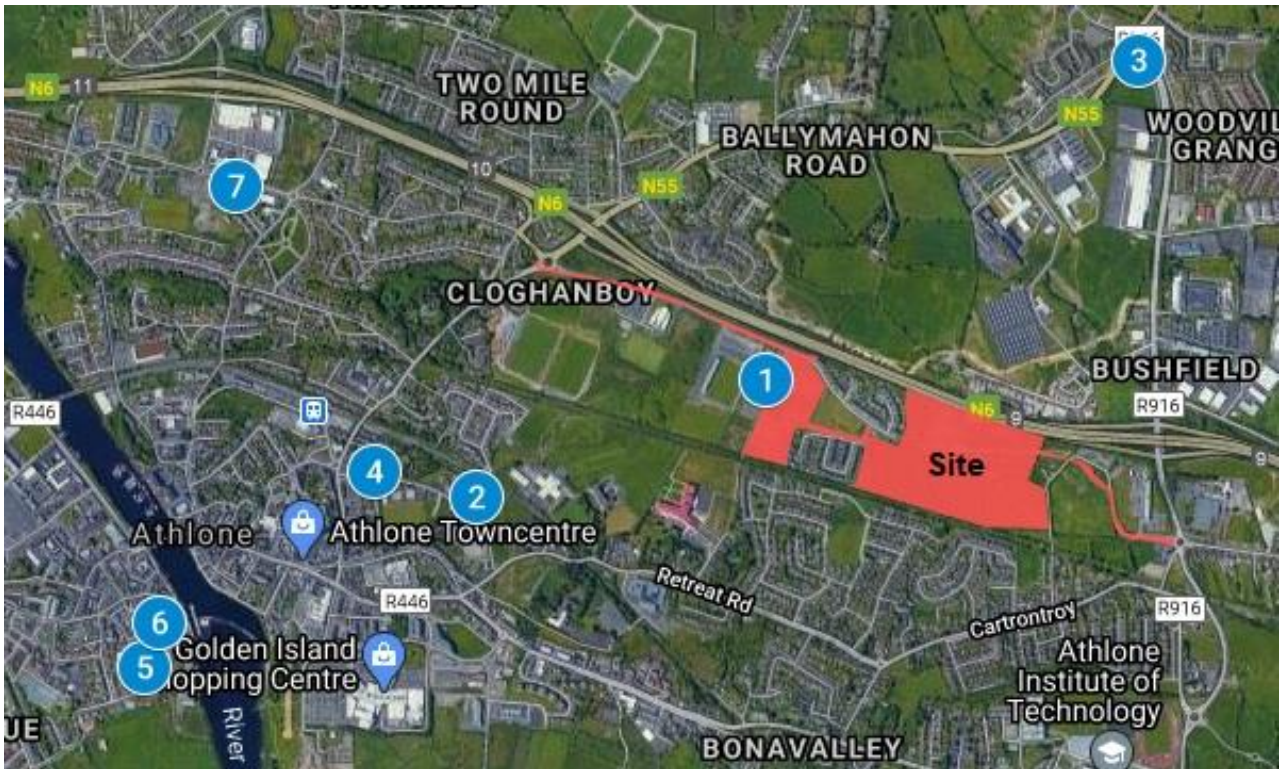 3
N6
11
TWO MILE
ROUND
N55
WOODVIL
GRANG
BALLYMAHON
ROAD
10
7
N55
N6
CLOGHANBOY
1
BUSHFIELD
R446
R916
N6
9
9
Site
4
2
Athlone
Athlone Towncentre
Retreat Rd
R446
R916
6
Cartrontroy
Golden Island
5
opping Centre
Athlone
Institute of
Technology
River
UE
BONAVALLEY